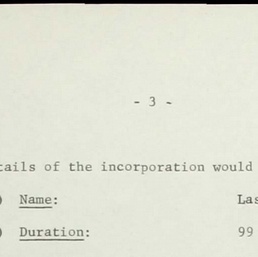 - 3 -
tails of the incorporation would
) Name: Las
) Duration: 99